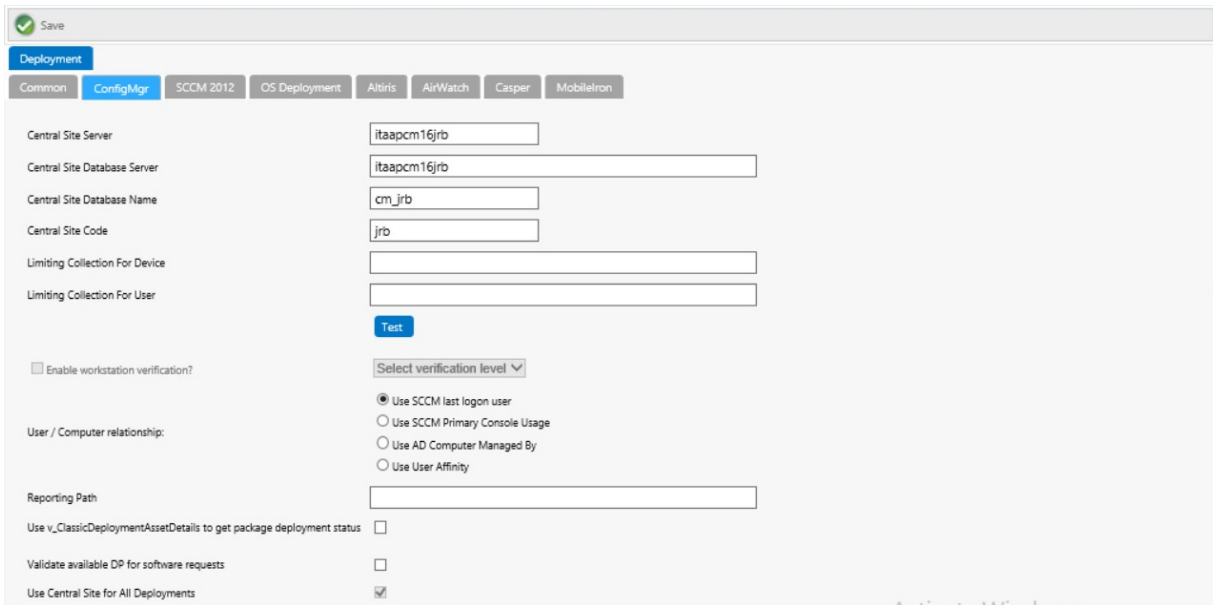 Save
Deployment
Common ConfigMgr SCCM 2012 OS Deployment Altiris AirWatch Casper MobileIron
Central Site Server itaapcm16jrb
Central Site Database Server itaapcm16jrb
Central Site Database Name cm_jrb
Central Site Code jrb
Limiting Collection For Device
Limiting Collection For User
Test
Enable workstation verification? Select verification level
Use SCCM last logon user
Use SCCM Primary Console Usage
User / Computer relationship:
Use AD Computer Managed By
Use User Affinity
Reporting Path
Use v_ClassicDeploymentAssetDetails to get package deployment status
Validate available DP for software requests
Use Central Site for All Deployments